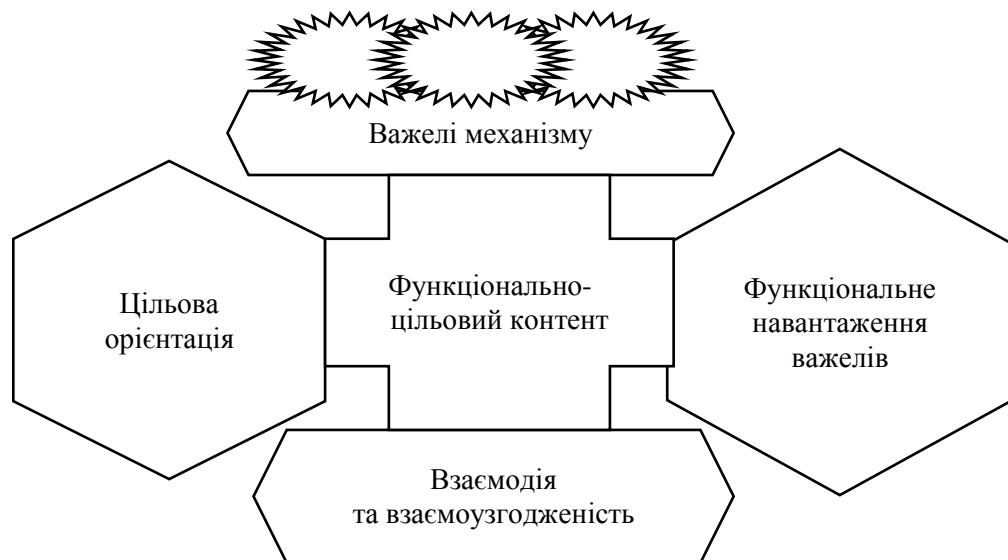 Важелі механізму
Цільова
орієнтація
Функціонально-
цільовий контент
Функціональне
навантаження
важелів
Взаємодія
та взаємоузгодженість